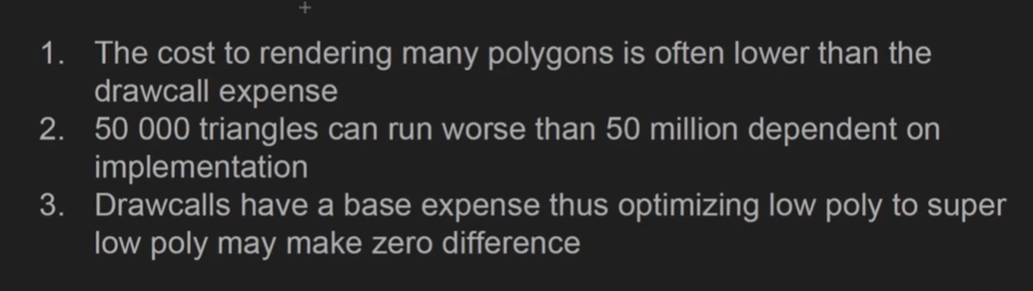 1. The cost to rendering many polygons is often lower than the
drawcall expense
2. 50 000 triangles can run worse than 50 million dependent on
implementation
3. Drawcalls have a base expense thus optimizing low poly to super
low poly may make zero difference